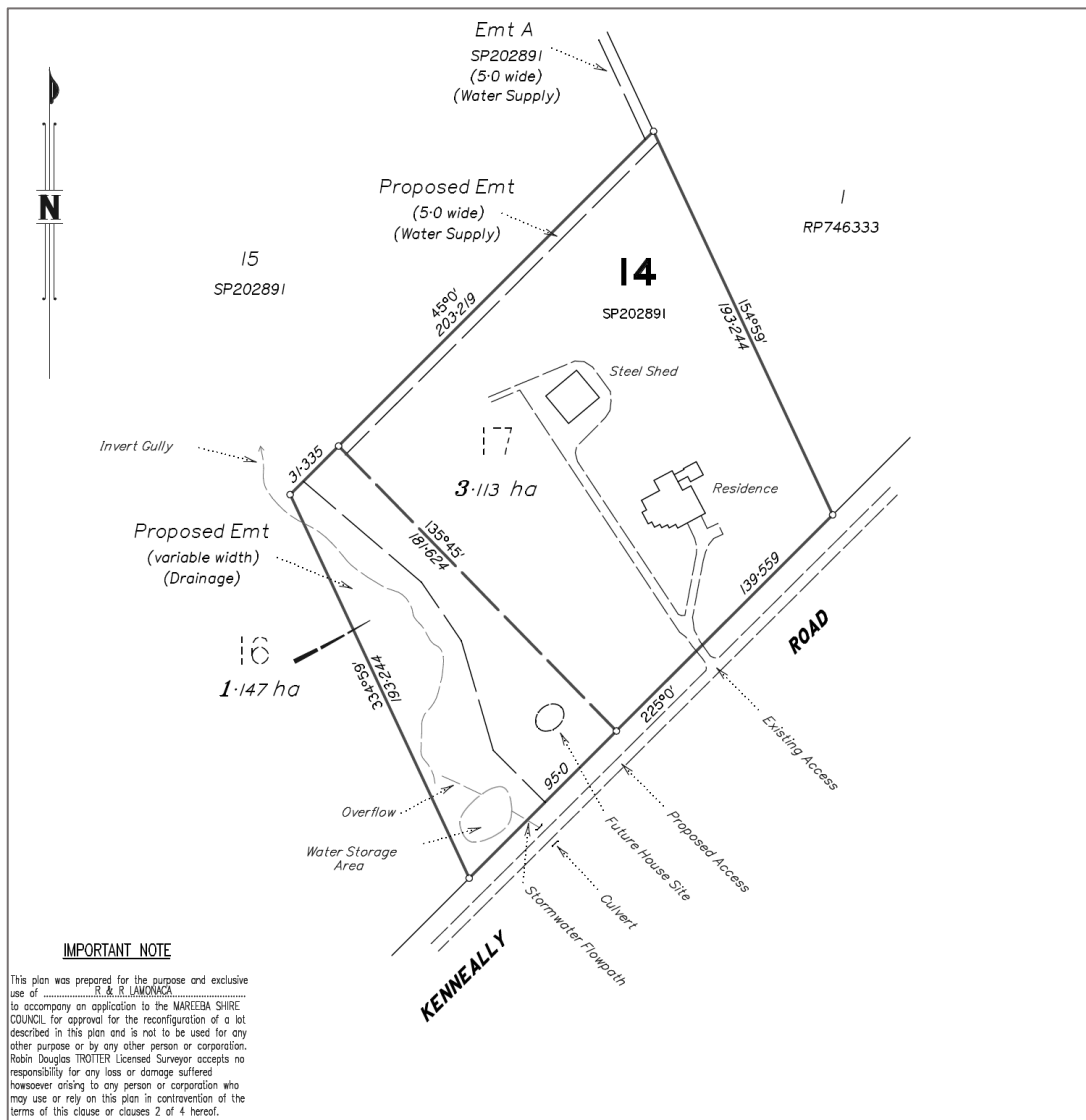 Emt A
SP202891
(5·0 wide)
(Water Supply)
N
Proposed Emt
(5·0 wide)
(Water Supply)
1
RP746333
15
SP202891
14
SP202891
45°0'
203·219
154°59'
193·244
Steel Shed
Invert Gully
31·335
17
3·113 ha
Residence
Proposed Emt
(variable width)
(Drainage)
135°45'
181·624
139·559
ROAD
16
1·147 ha
334°59'
193·244
225°0'
Existing Access
95·0
Overflow
Water Storage
Area
Proposed Access
Future House Site
Culvert
Stormwater Flowpath
KENNEALLY
IMPORTANT NOTE
This plan was prepared for the purpose and exclusive
use of ........R & R LAMONACA........
to accompany an application to the MAREEBA SHIRE
COUNCIL for approval for the reconfiguration of a lot
described in this plan and is not to be used for any
other purpose or by any other person or corporation.
Robin Douglas TROTTER Licensed Surveyor accepts no
responsibility for any loss or damage suffered
howsoever arising to any person or corporation who
may use or rely on this plan in contravention of the
terms of this clause or clauses 2 of 4 hereof.